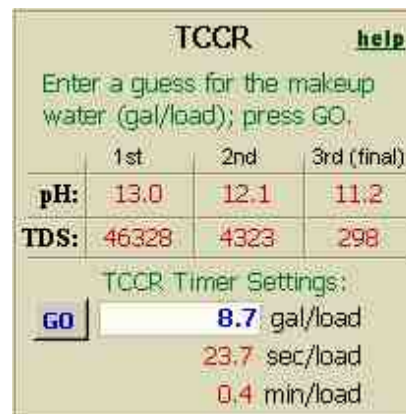 TCCR help
Enter a guess for the makeup
water (gal/load); press GO.
1st 2nd 3rd (final)
pH: 13.0 12.1 11.2
TDS: 46328 4323 298
TCCR Timer Settings:
GO 8.7 gal/load
23.7 sec/load
0.4 min/load